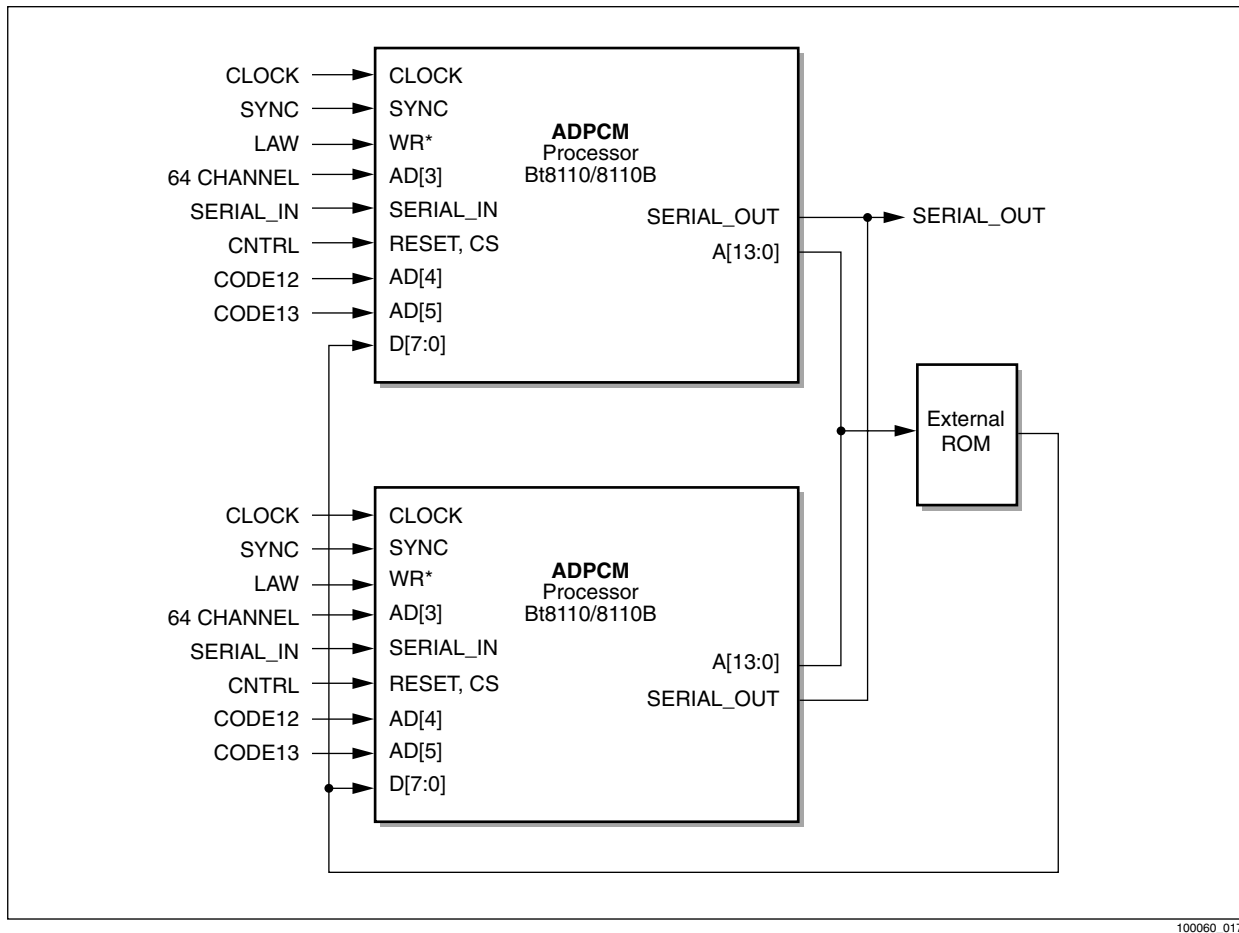 CLOCK
SYNC
LAW
64 CHANNEL
SERIAL_IN
CNTRL
CODE12
CODE13
CLOCK
SYNC
WR*
AD[3]
SERIAL_IN
RESET, CS
AD[4]
AD[5]
D[7:0]
ADPCM
Processor
Bt8110/8110B
SERIAL_OUT
A[13:0]
SERIAL_OUT
External
ROM
CLOCK
SYNC
LAW
64 CHANNEL
SERIAL_IN
CNTRL
CODE12
CODE13
CLOCK
SYNC
WR*
AD[3]
SERIAL_IN
RESET, CS
AD[4]
AD[5]
D[7:0]
ADPCM
Processor
Bt8110/8110B
A[13:0]
SERIAL_OUT
100060_017